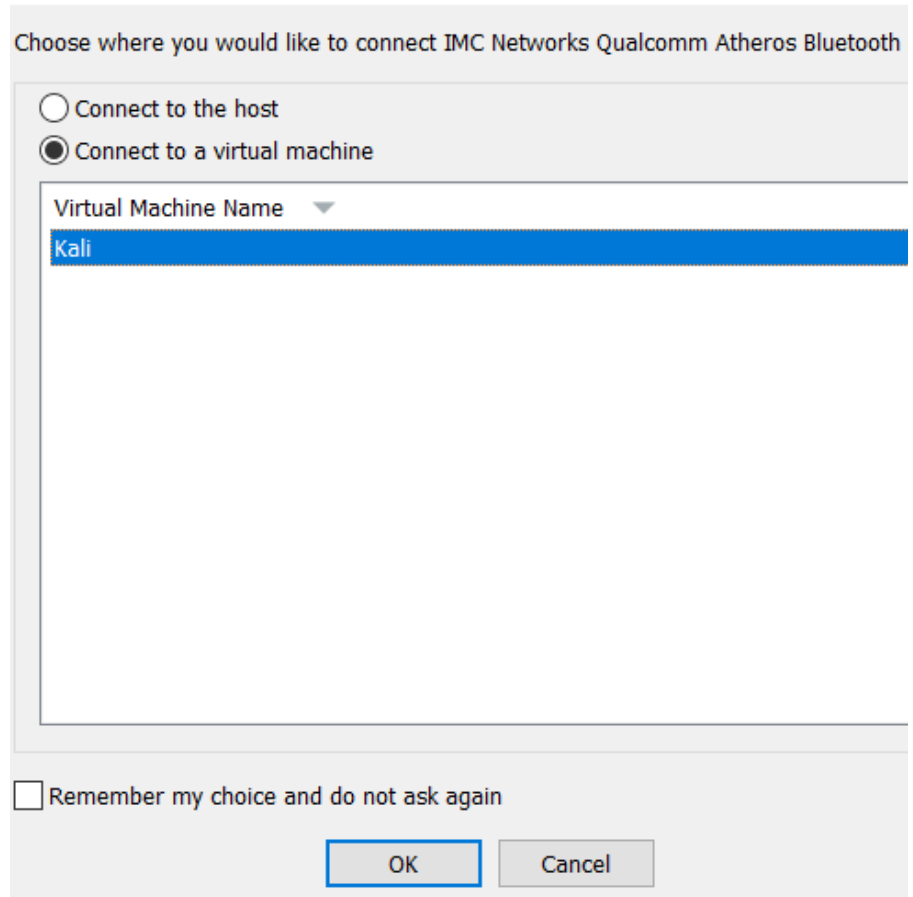 Choose where you would like to connect IMC Networks Qualcomm Atheros Bluetooth
Connect to the host
Connect to a virtual machine
Virtual Machine Name
Kali
Remember my choice and do not ask again
OK Cancel